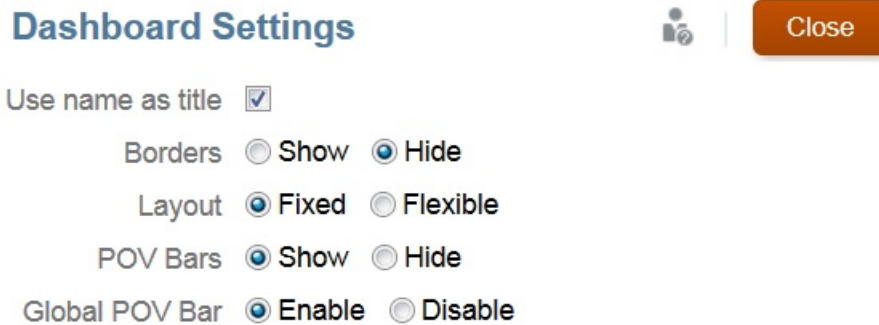 Dashboard Settings Close
Use name as title
Borders Show Hide
Layout Fixed Flexible
POV Bars Show Hide
Global POV Bar Enable Disable